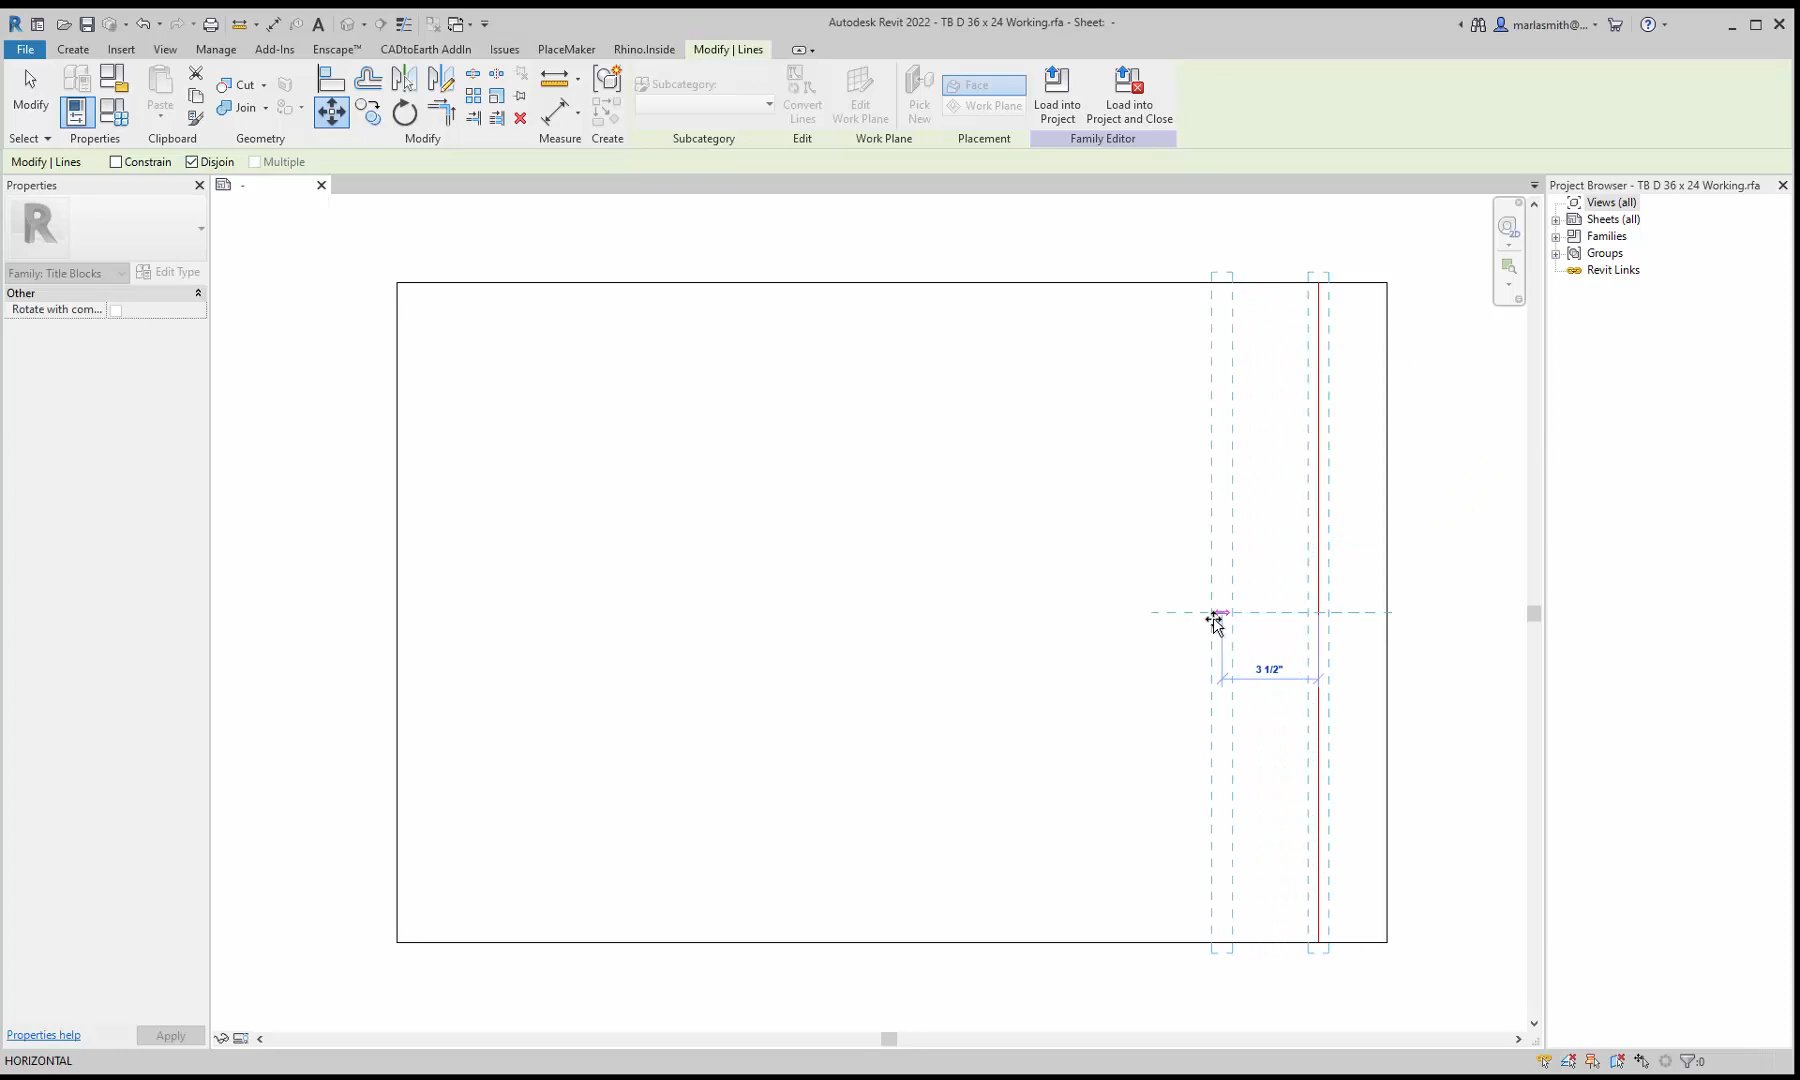 Autodesk Revit 2022 - TB D 36 x 24 Working.rfa - Sheet: -
marlasmith@...
File Create Insert View Manage Add-Ins Enscape™ CADtoEarth AddIn Issues PlaceMaker Rhino.Inside Modify | Lines
Modify
Paste
Cut
Join
Subcategory:
Convert
Lines
Edit
Work Plane
Pick
New
Face
Work Plane
Load into
Project
Load into
Project and Close
Select Properties Clipboard Geometry Modify Measure Create Subcategory Edit Work Plane Placement Family Editor
Modify | Lines Constrain Disjoin Multiple
Properties
-
Project Browser - TB D 36 x 24 Working.rfa
R
Family: Title Blocks
Edit Type
Other
Rotate with com...
Views (all)
Sheets (all)
Families
Groups
Revit Links
2D
3 1/2"
Properties help
Apply
HORIZONTAL
:0